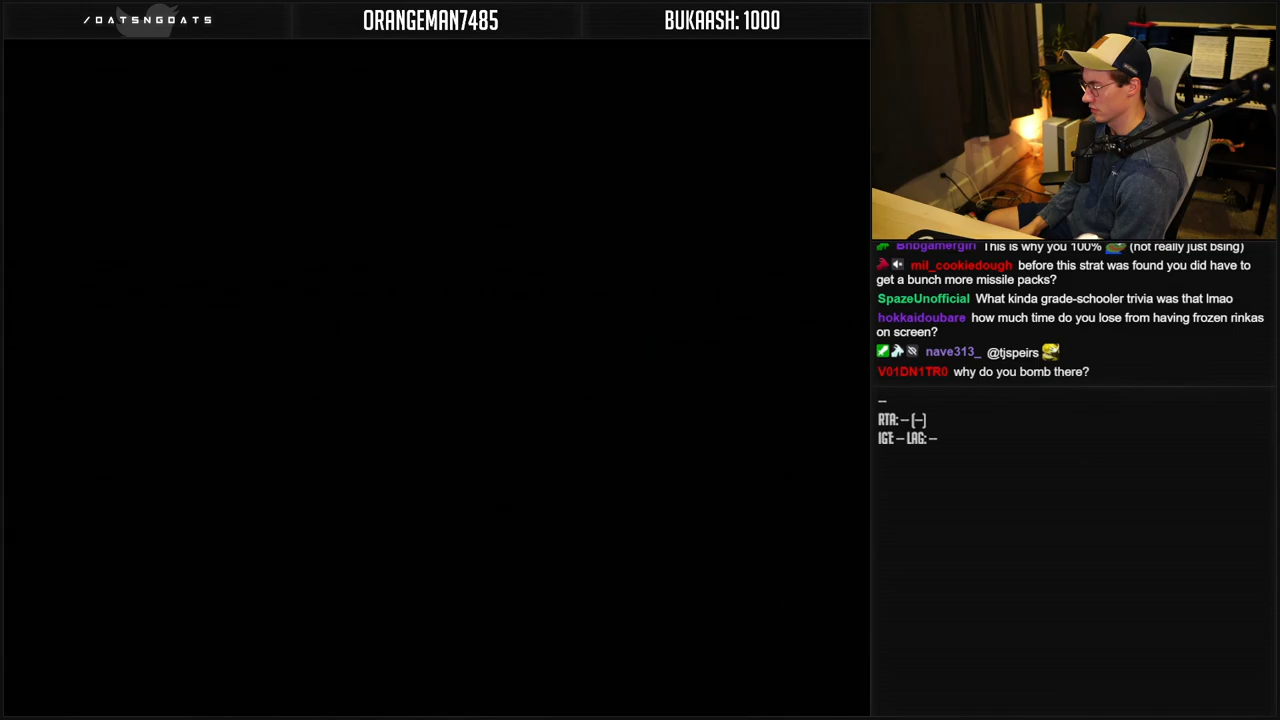 /OATSNGOATS
ORANGEMAN7485
BUKAASH: 1000
Bnbgamergirl This is why you 100% (not really just bsing)
mil_cookiedough before this strat was found you did have to
get a bunch more missile packs?
SpazeUnofficial What kinda grade-schooler trivia was that lmao
hokkaidoubare how much time do you lose from having frozen rinkas
on screen?
nave313_ @tjspeirs
V01DN1TR0 why do you bomb there?
—
RTA: — (—)
IGT: — LAG: —